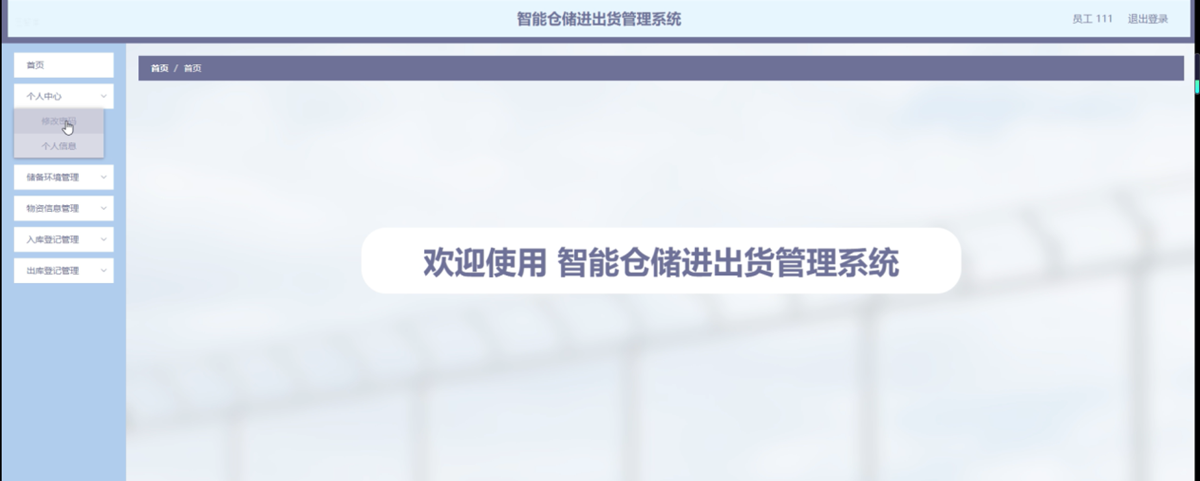 智能仓储进出货管理系统
员工 111 退出登录
首页
首页 / 首页
个人中心
修改密码
个人信息
储备环境管理
物资信息管理
入库登记管理
出库登记管理
欢迎使用 智能仓储进出货管理系统